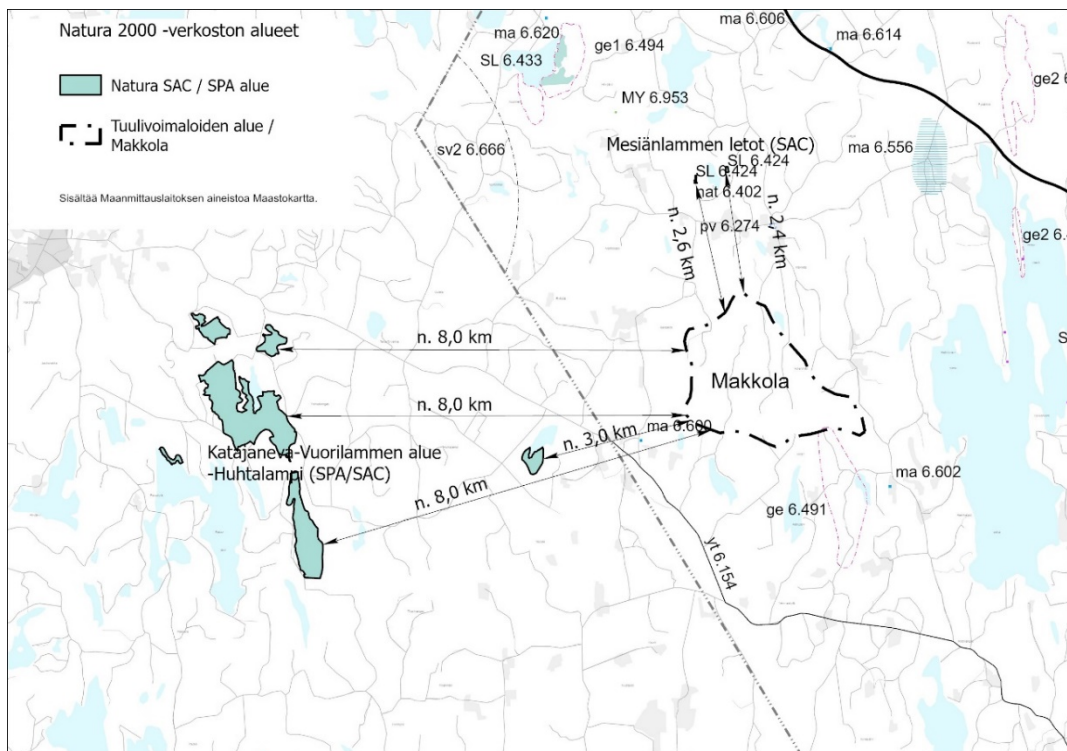 Natura 2000 -verkoston alueet
Natura SAC / SPA alue
Tuulivoimaloiden alue /
Makkola
Sisältää Maanmittauslaitoksen aineistoa Maastokartta.
ma 6.620
SL 6.433
ge1 6.494
ma 6.606
ma 6.614
ge2 6
MY 6.953
sv2 6.666
Mesiänlammen letot (SAC)
SL 6.424
SL 6.424
nat 6.402
ma 6.556
pv 6.274
n. 2,6 km
n. 2,4 km
ge2 6.
S
n. 8,0 km
Makkola
n. 8,0 km
ma 6.600
n. 3,0 km
Katajaneva-Vuorilammen alue
-Huhtalampi (SPA/SAC)
n. 8,0 km
ma 6.602
ge 6.491
yt 6.154